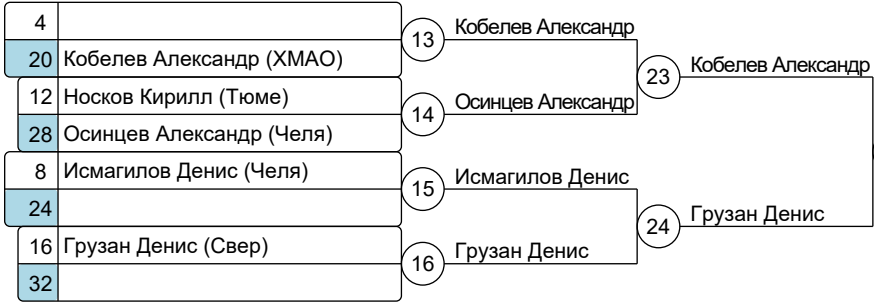 4
13 Кобелев Александр
20 Кобелев Александр (ХМАО)
23 Кобелев Александр
12 Носков Кирилл (Тюме)
14 Осинцев Александр
28 Осинцев Александр (Челя)
8 Исмагилов Денис (Челя)
15 Исмагилов Денис
24
24 Грузан Денис
16 Грузан Денис (Свер)
16 Грузан Денис
32